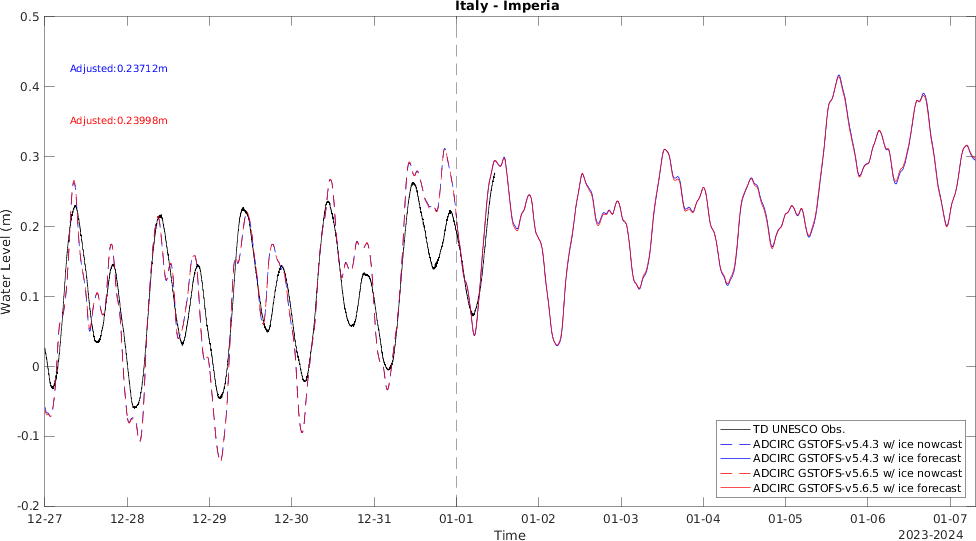 Italy - Imperia
0.5
Adjusted:0.23712m
0.4
Adjusted:0.23998m
0.3
0.2
0.1
0
-0.1
-0.2
Water Level (m)
TD UNESCO Obs.
ADCIRC GSTOFS-v5.4.3 w/ ice nowcast
ADCIRC GSTOFS-v5.4.3 w/ ice forecast
ADCIRC GSTOFS-v5.6.5 w/ ice nowcast
ADCIRC GSTOFS-v5.6.5 w/ ice forecast
12-27 12-28 12-29 12-30 12-31 01-01 01-02 01-03 01-04 01-05 01-06 01-07
Time
2023-2024